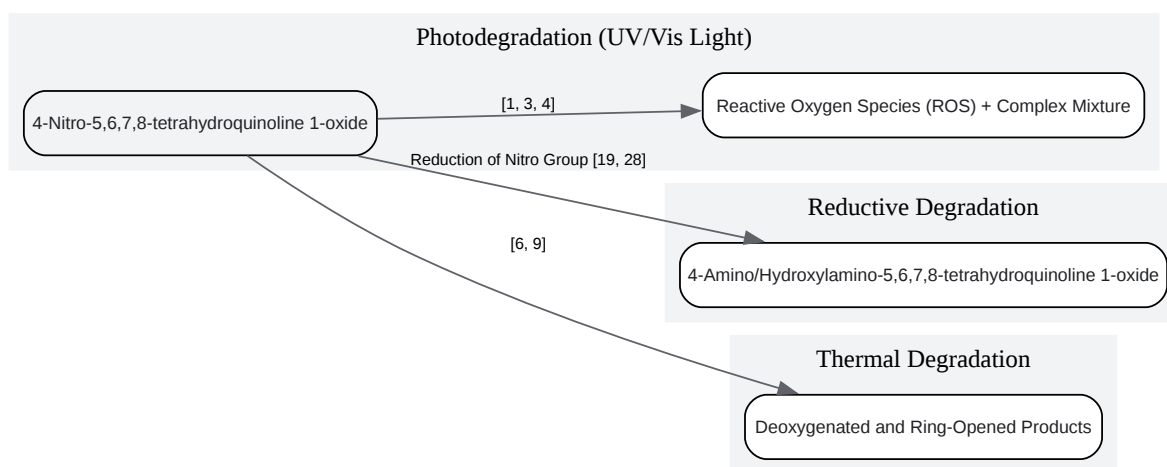 Photodegradation (UV/Vis Light)
4-Nitro-5,6,7,8-tetrahydroquinoline 1-oxide
[1, 3, 4]
Reactive Oxygen Species (ROS) + Complex Mixture
Reduction of Nitro Group [19, 28]
Reductive Degradation
[6, 9]
4-Amino/Hydroxylamino-5,6,7,8-tetrahydroquinoline 1-oxide
Thermal Degradation
Deoxygenated and Ring-Opened Products